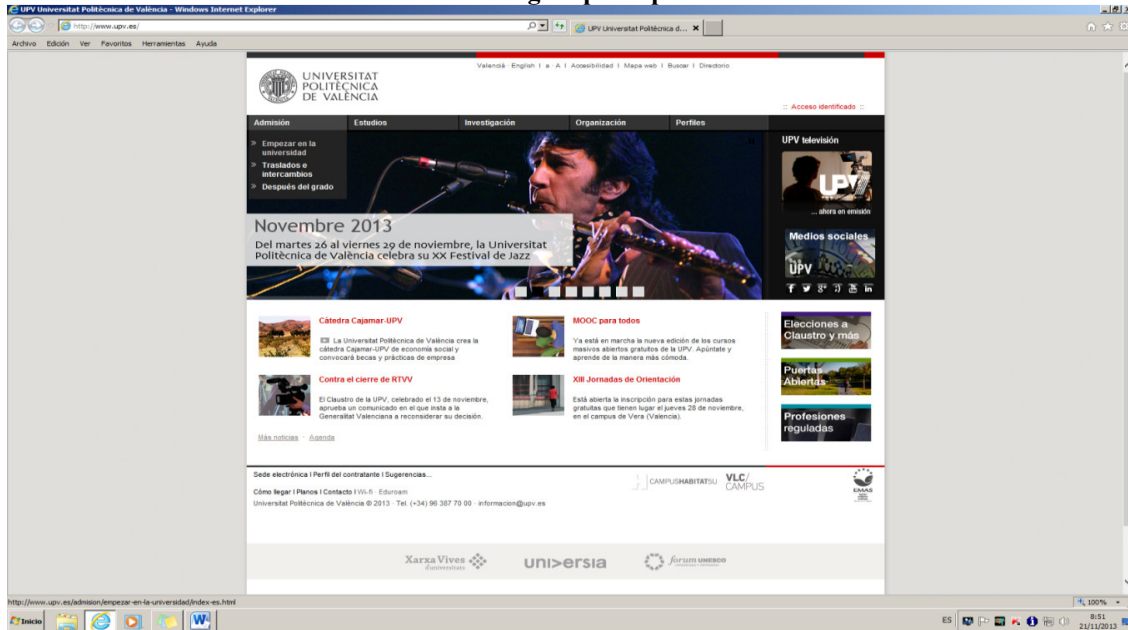 UPV Universitat Politècnica de València - Windows Internet Explorer
http://www.upv.es/
UPV Universitat Politècnica d...
Archivo Edición Ver Favoritos Herramientas Ayuda
Valencià · English | a · A | Accesibilidad | Mapa web | Buscar | Directorio
UNIVERSITAT
POLITÈCNICA
DE VALÈNCIA
:: Acceso identificado ::
Admisión Estudios Investigación Organización Perfiles
» Empezar en la
universidad
» Traslados e
intercambios
» Después del grado
UPV televisión
UPV
... ahora en emisión
Novembre 2013
Del martes 26 al viernes 29 de noviembre, la Universitat
Politècnica de València celebra su XX Festival de Jazz
Medios sociales
UPV
Cátedra Cajamar-UPV
La Universitat Politècnica de València crea la
cátedra Cajamar-UPV de economía social y
convocará becas y prácticas de empresa
MOOC para todos
Ya está en marcha la nueva edición de los cursos
masivos abiertos gratuitos de la UPV. Apúntate y
aprende de la manera más cómoda.
Contra el cierre de RTVV
El Claustro de la UPV, celebrado el 13 de noviembre,
aprueba un comunicado en el que insta a la
Generalitat Valenciana a reconsiderar su decisión.
XIII Jornadas de Orientación
Está abierta la inscripción para estas jornadas
gratuitas que tienen lugar el jueves 28 de noviembre,
en el campus de Vera (Valencia).
Elecciones a
Claustro y más
Puertas
Abiertas
Profesiones
reguladas
Más noticias · Agenda
Sede electrónica | Perfil del contratante | Sugerencias...
Cómo llegar | Planos | Contacto | Wi-fi · Eduroam
Universitat Politècnica de València © 2013 · Tel. (+34) 96 387 70 00 · informacion@upv.es
CAMPUSHABITAT5U
VLC/
CAMPUS
EMAS
Xarxa Vives
d'universitats
universia
forum UNESCO
http://www.upv.es/admision/empezar-en-la-universidad/index-es.html
100%
Inicio
ES
8:51
21/11/2013